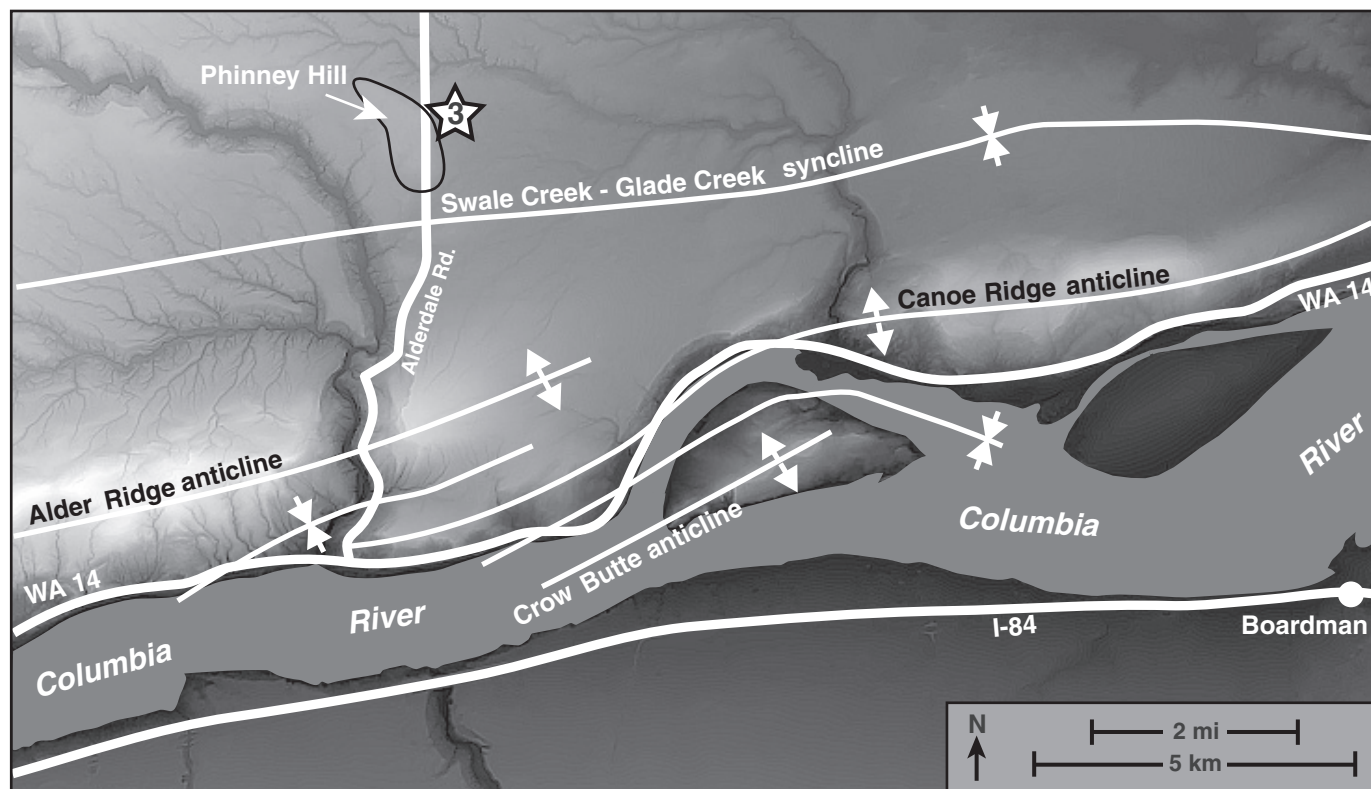 Phinney Hill
3
Swale Creek - Glade Creek syncline
Alderdale Rd.
Canoe Ridge anticline
WA 14
Alder Ridge anticline
River
Columbia
Crow Butte anticline
WA 14
River
Columbia
I-84
Boardman
N
2 mi
5 km